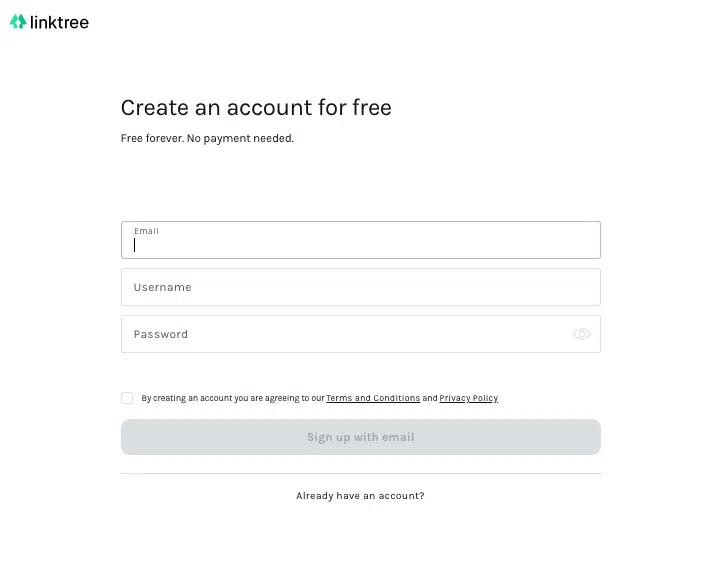 linktree
Create an account for free
Free forever. No payment needed.
Email
Username
Password
By creating an account you are agreeing to our Terms and Conditions and Privacy Policy
Sign up with email
Already have an account?